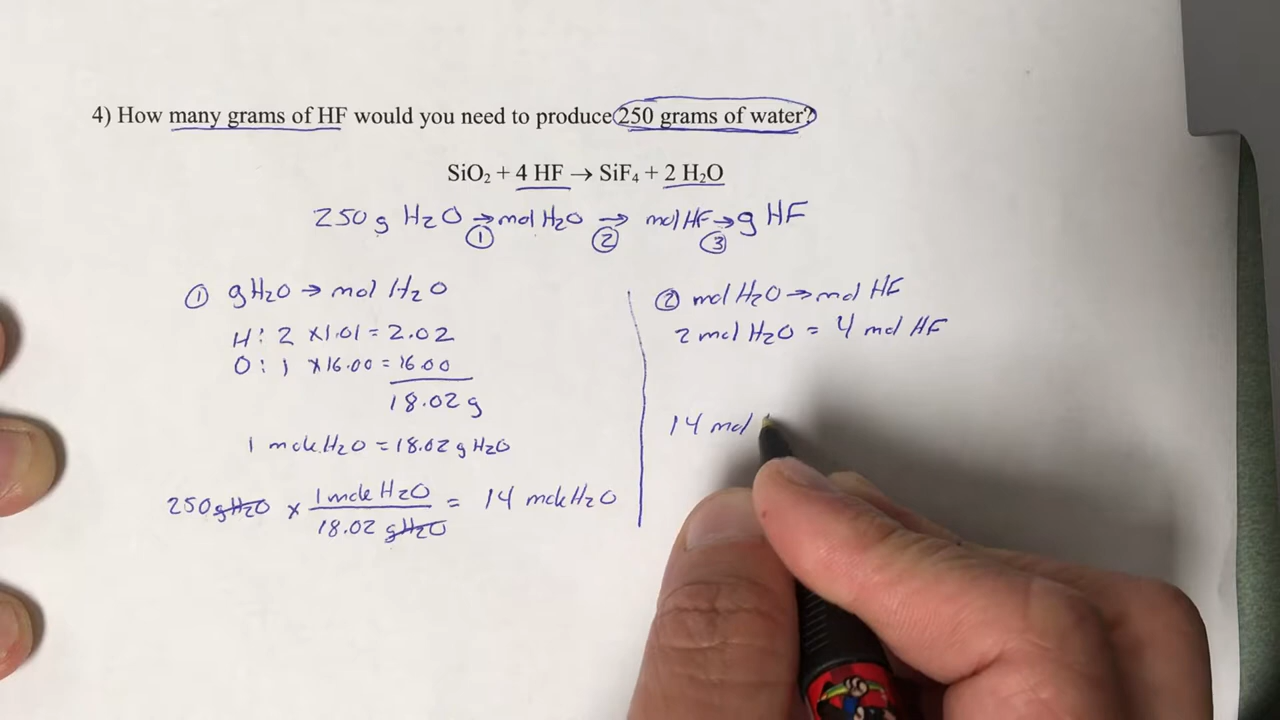 4) How many grams of HF would you need to produce 250 grams of water?
SiO₂ + 4 HF → SiF₄ + 2 H₂O
250 g H₂O → mol H₂O → mol HF → g HF
① ② ③
① g H₂O → mol H₂O
H: 2 × 1.01 = 2.02
O: 1 × 16.00 = 16.00
18.02 g
1 mole H₂O = 18.02 g H₂O
250 g H₂O × 1 mole H₂O / 18.02 g H₂O = 14 mole H₂O
② mol H₂O → mol HF
2 mol H₂O = 4 mol HF
14 mol